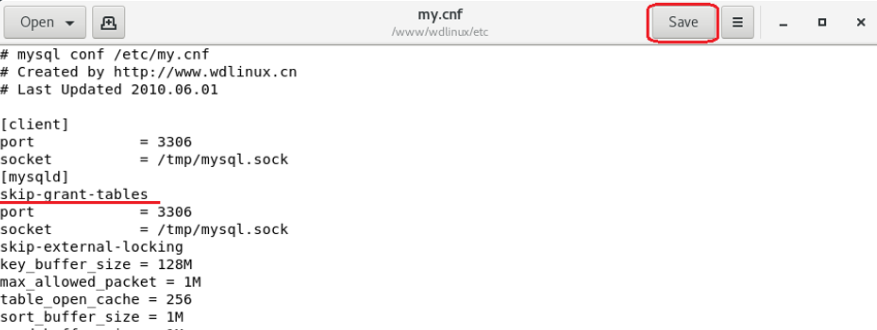 Open
my.cnf
/www/wdlinux/etc
Save
# mysql conf /etc/my.cnf
# Created by http://www.wdlinux.cn
# Last Updated 2010.06.01
[client]
port = 3306
socket = /tmp/mysql.sock
[mysqld]
skip-grant-tables
port = 3306
socket = /tmp/mysql.sock
skip-external-locking
key_buffer_size = 128M
max_allowed_packet = 1M
table_open_cache = 256
sort_buffer_size = 1M